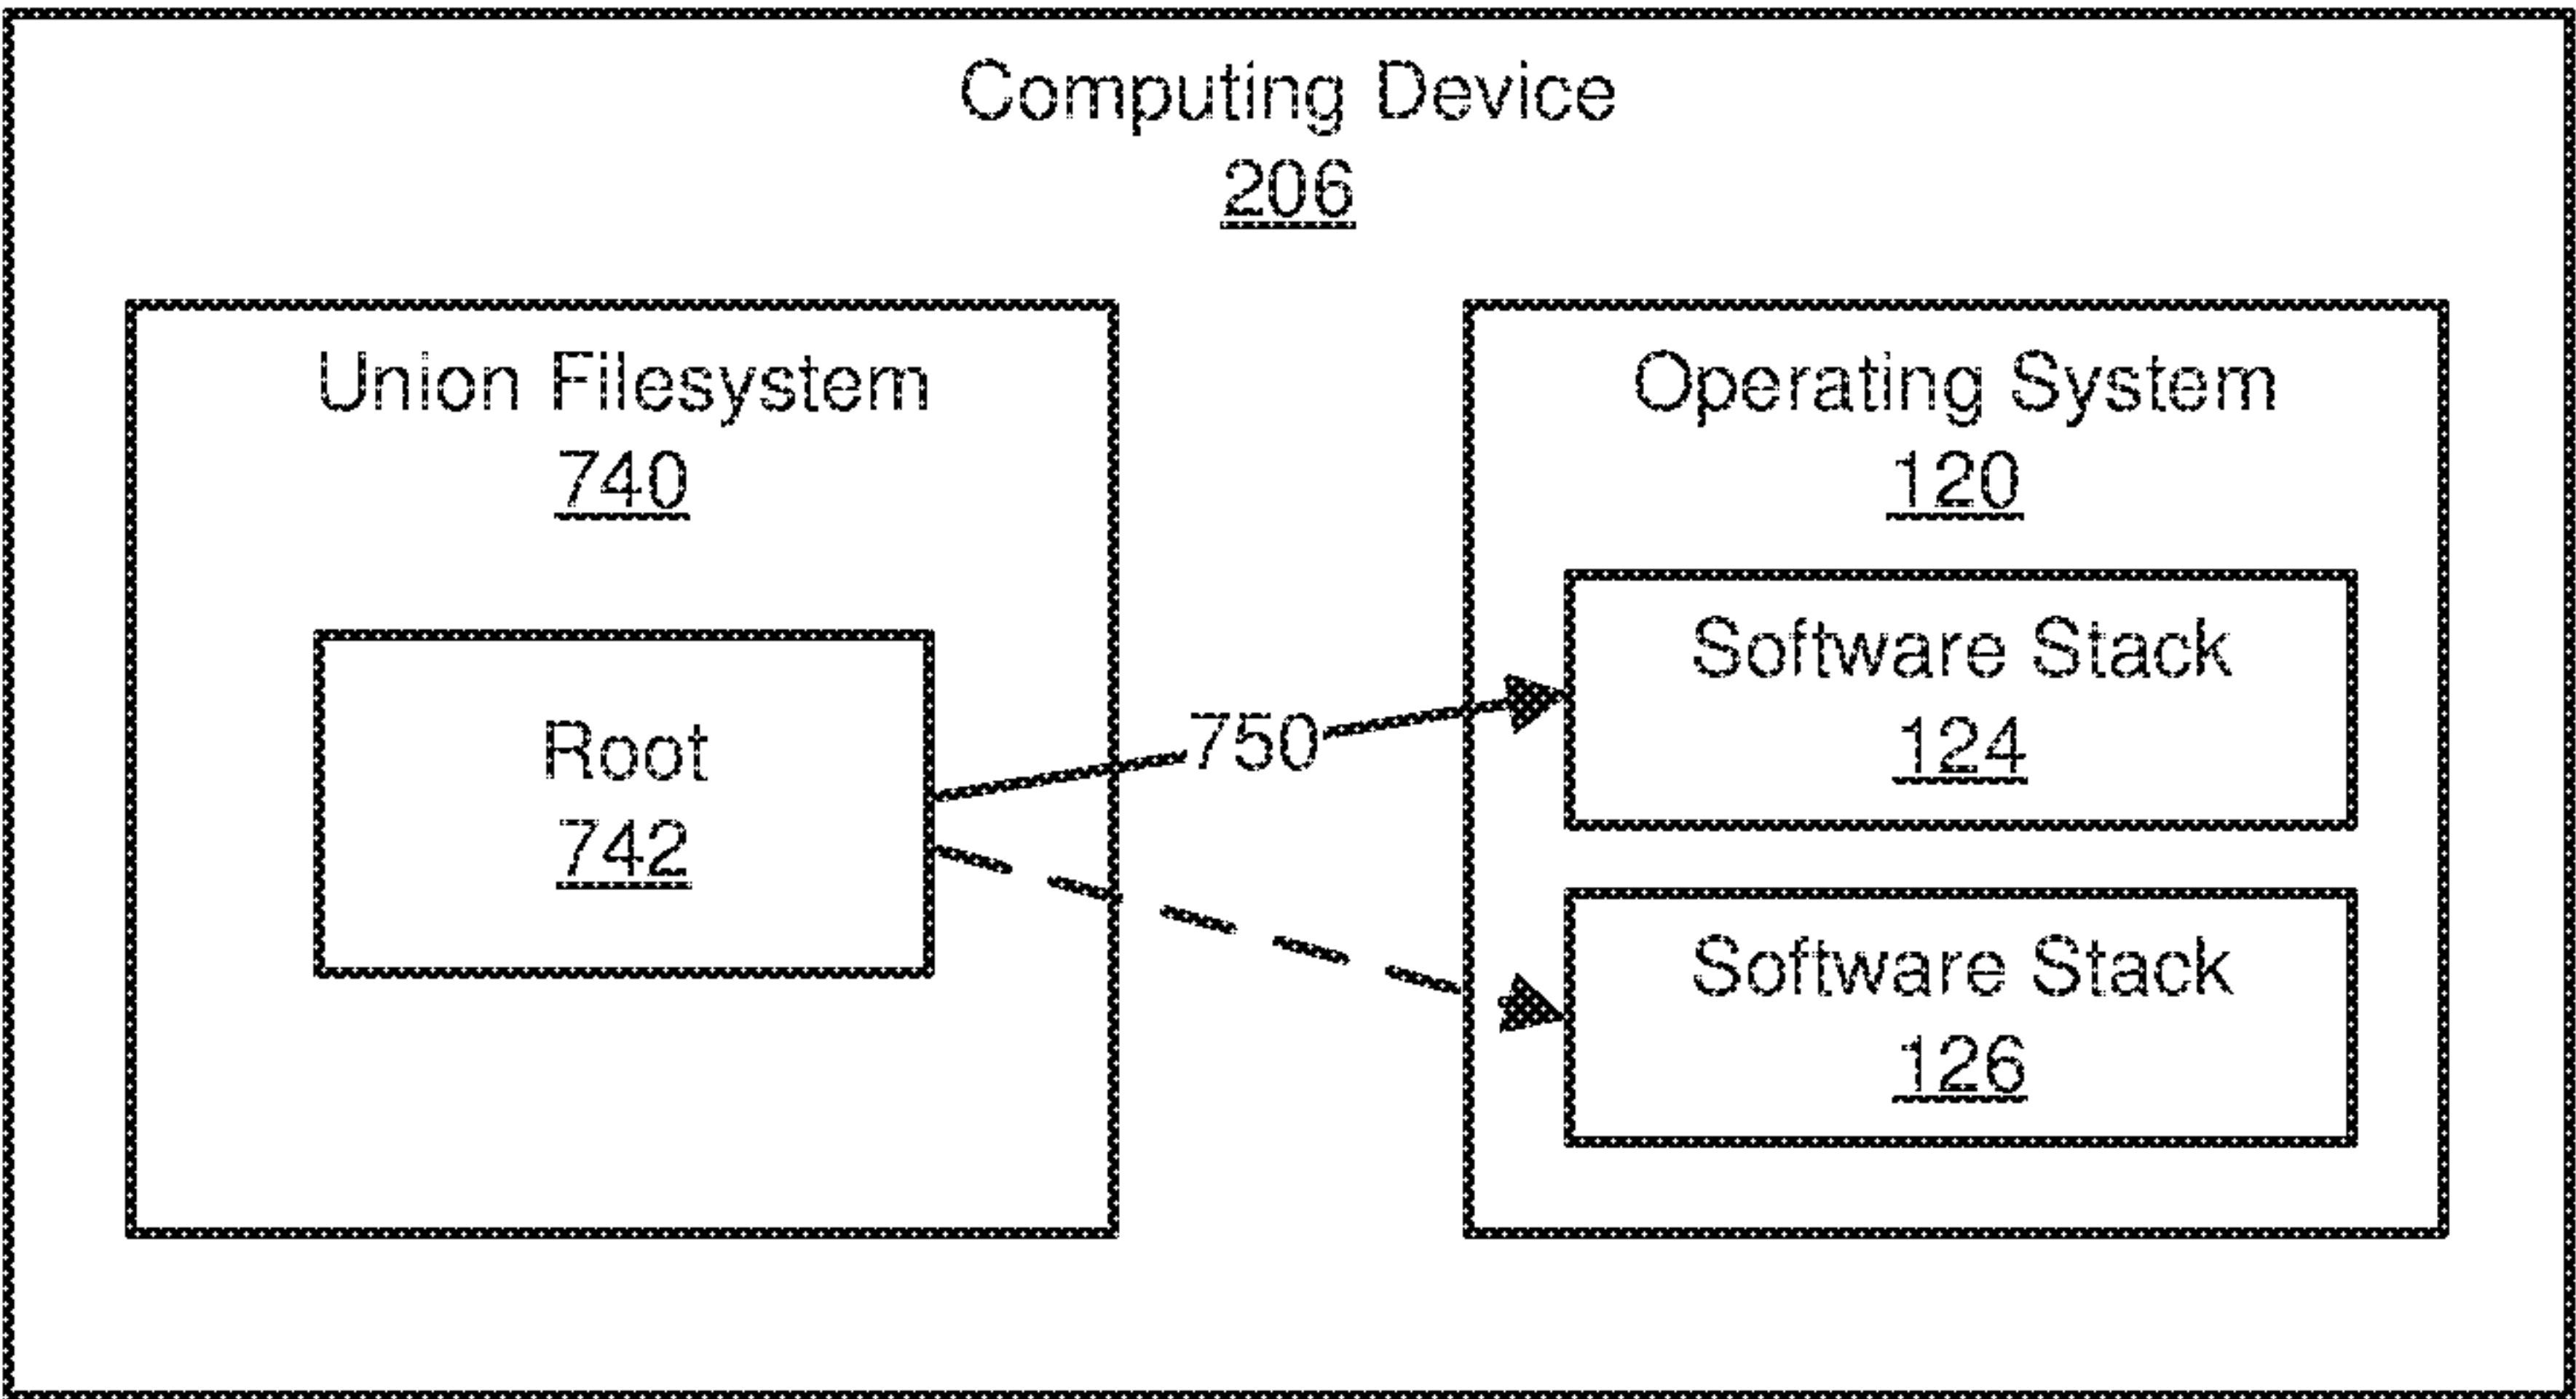 Computing Device
206
Union Filesystem
740
Root
742
750
Operating System
120
Software Stack
124
Software Stack
126